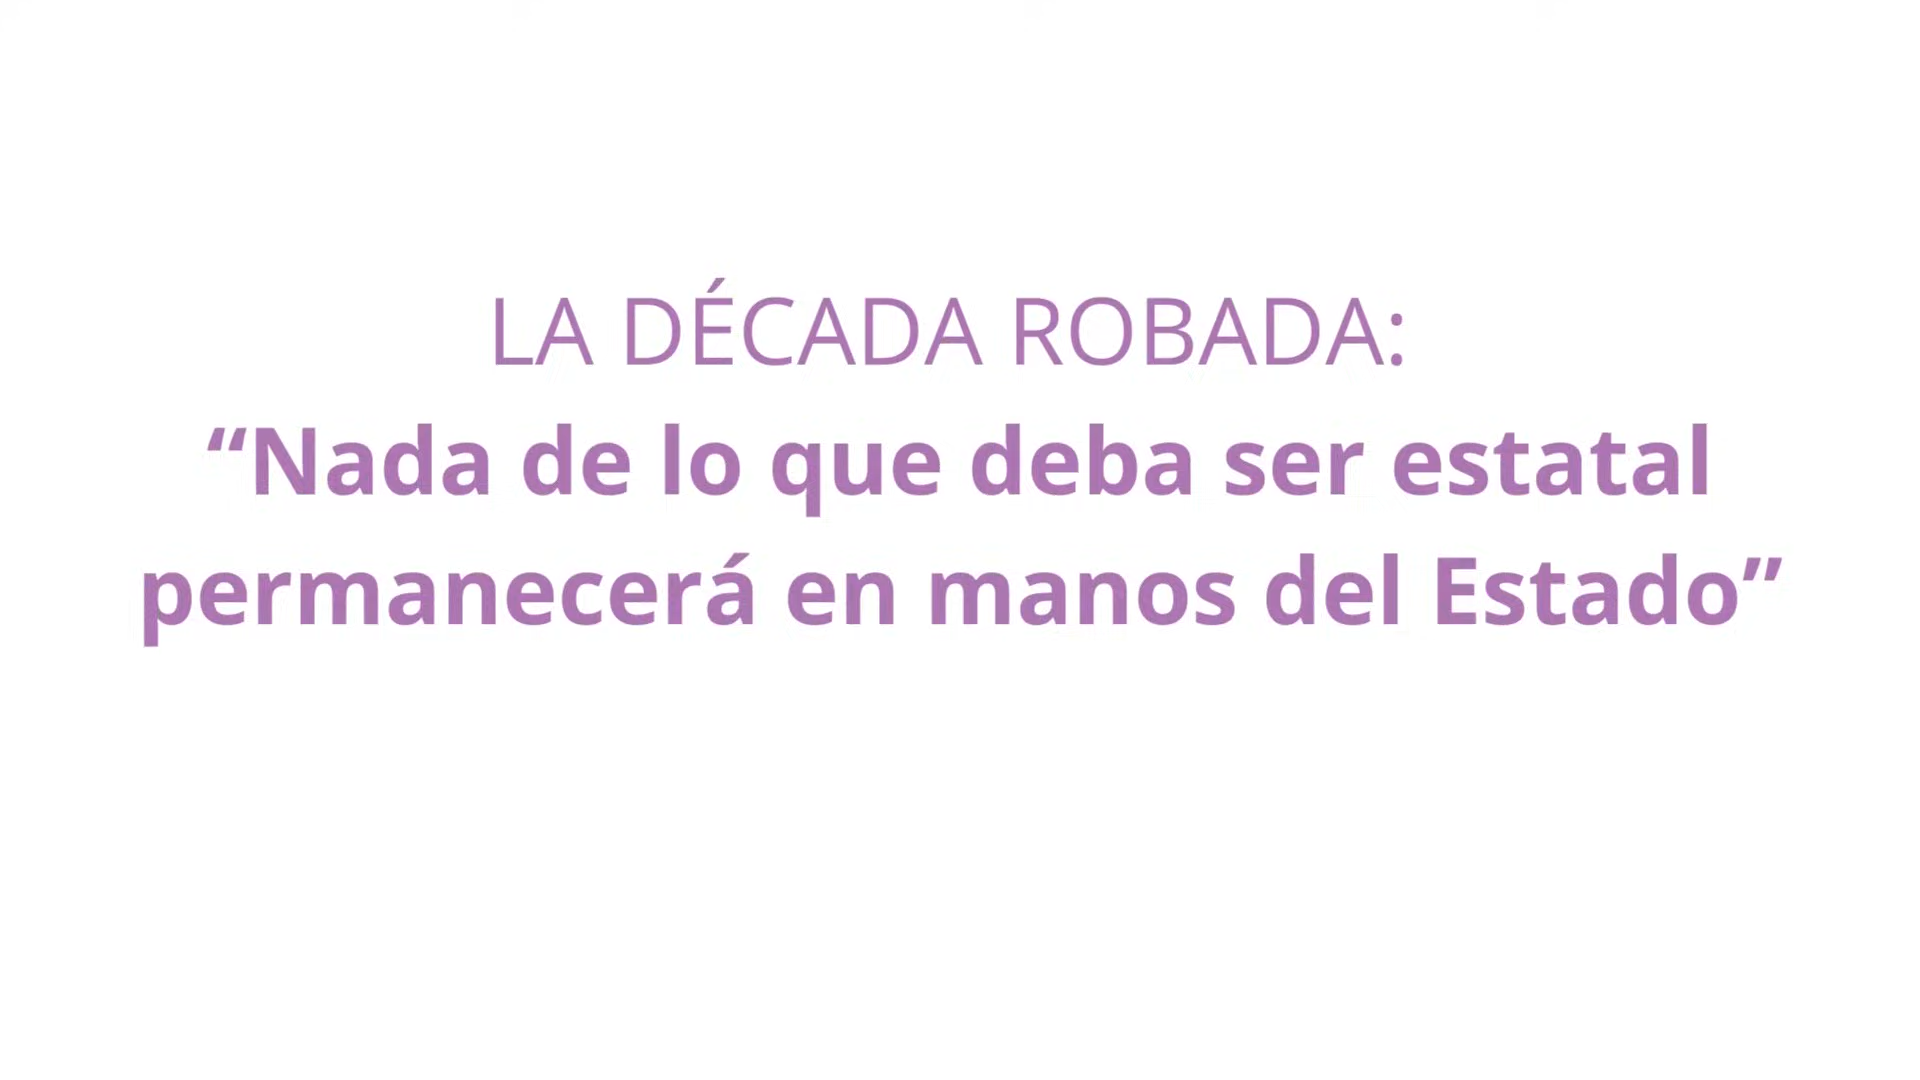 LA DÉCADA ROBADA:
“Nada de lo que deba ser estatal
permanecerá en manos del Estado”